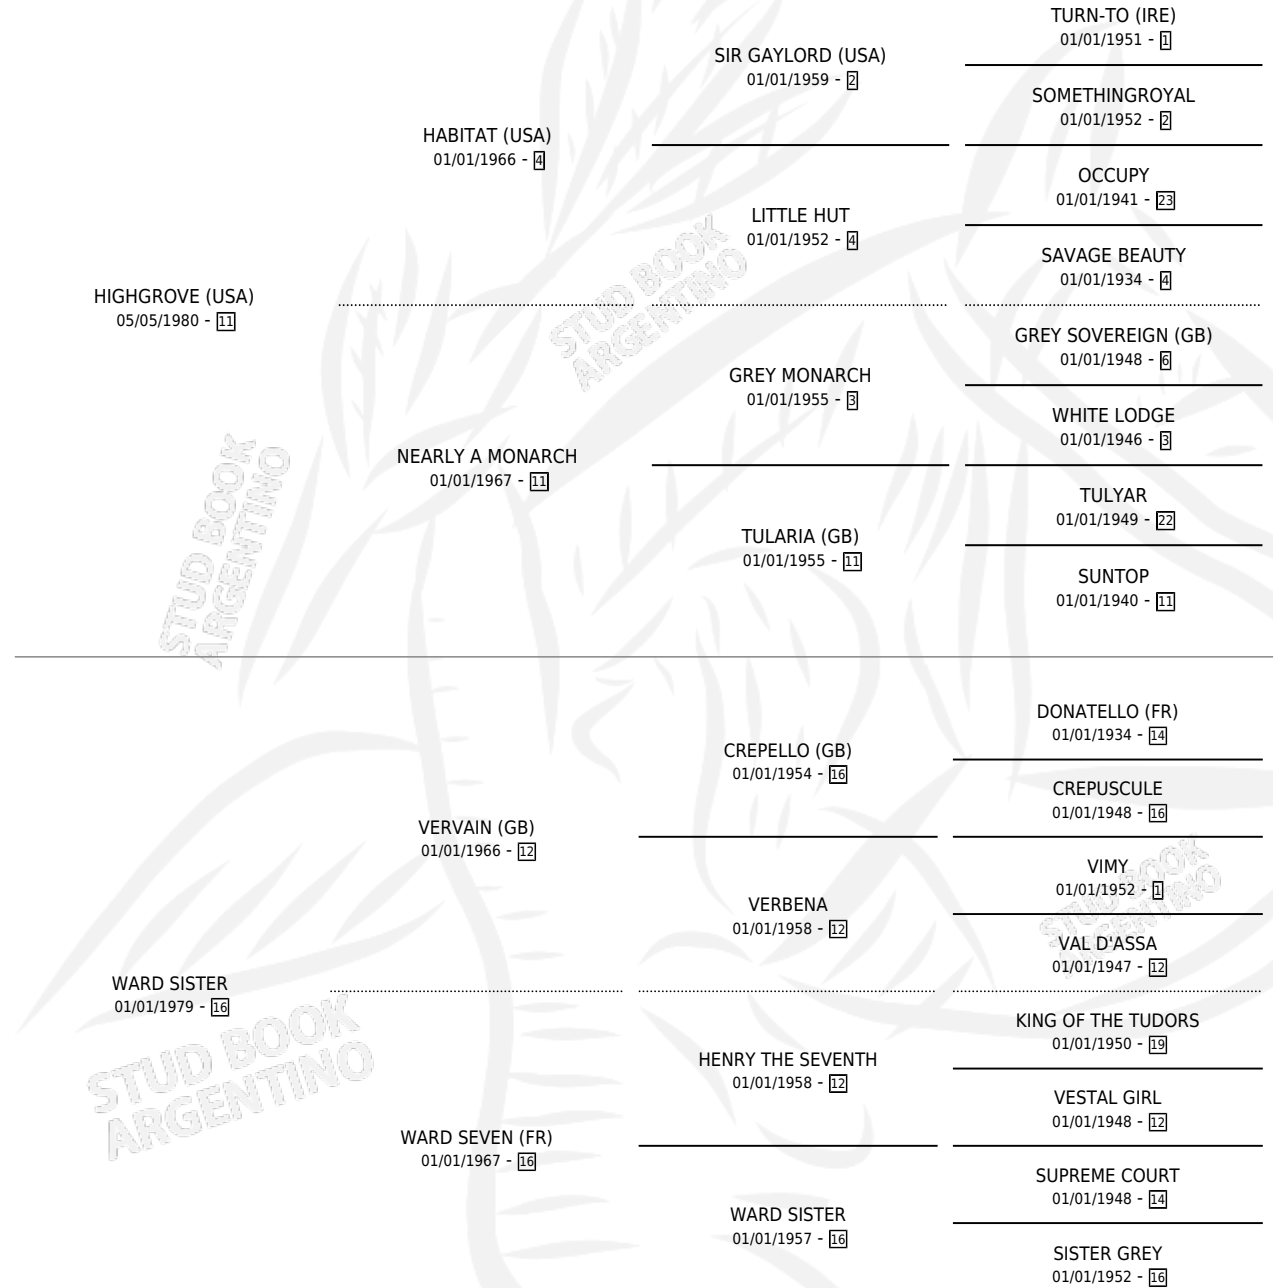 TURN-TO (IRE)
01/01/1951 - 1
SIR GAYLORD (USA)
01/01/1959 - 2
SOMETHINGROYAL
01/01/1952 - 2
HABITAT (USA)
01/01/1966 - 4
OCCUPY
01/01/1941 - 23
LITTLE HUT
01/01/1952 - 4
SAVAGE BEAUTY
01/01/1934 - 4
HIGHGROVE (USA)
05/05/1980 - 11
GREY SOVEREIGN (GB)
01/01/1948 - 6
GREY MONARCH
01/01/1955 - 3
WHITE LODGE
01/01/1946 - 3
NEARLY A MONARCH
01/01/1967 - 11
TULYAR
01/01/1949 - 22
TULARIA (GB)
01/01/1955 - 11
SUNTOP
01/01/1940 - 11
DONATELLO (FR)
01/01/1934 - 14
CREPELLO (GB)
01/01/1954 - 16
CREPUSCULE
01/01/1948 - 16
VERVAIN (GB)
01/01/1966 - 12
VIMY
01/01/1952 - 1
VERBENA
01/01/1958 - 12
VAL D'ASSA
01/01/1947 - 12
WARD SISTER
01/01/1979 - 16
KING OF THE TUDORS
01/01/1950 - 19
HENRY THE SEVENTH
01/01/1958 - 12
VESTAL GIRL
01/01/1948 - 12
WARD SEVEN (FR)
01/01/1967 - 16
SUPREME COURT
01/01/1948 - 14
WARD SISTER
01/01/1957 - 16
SISTER GREY
01/01/1952 - 16
STUD BOOK
ARGENTINO
STUD BOOK
ARGENTINO
STUD BOOK
ARGENTINO
STUD BOOK
ARGENTINO